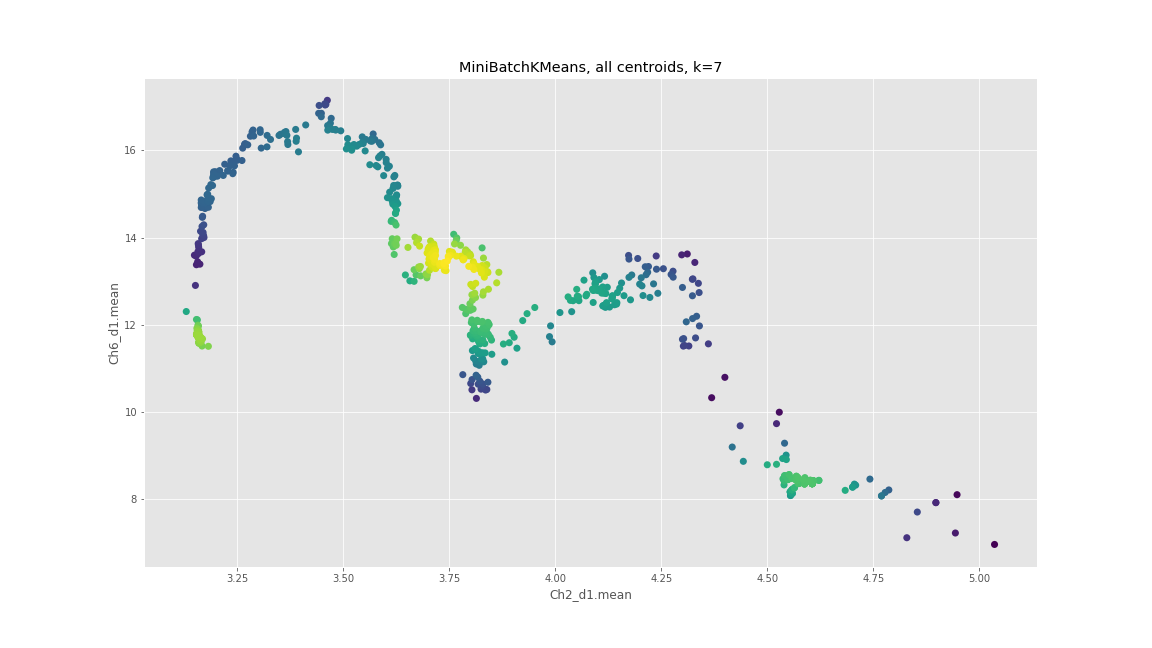 MiniBatchKMeans, all centroids, k=7
16
14
12
10
8
Ch6_d1.mean
3.25 3.50 3.75 4.00 4.25 4.50 4.75 5.00
Ch2_d1.mean